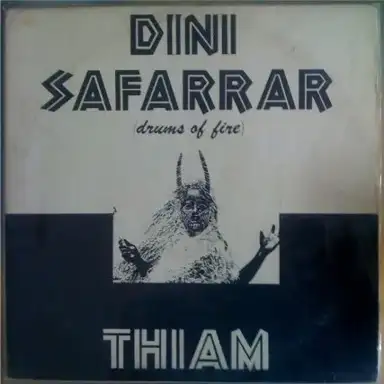 DINI
SAFARRAR
(drums of fire)
THIAM